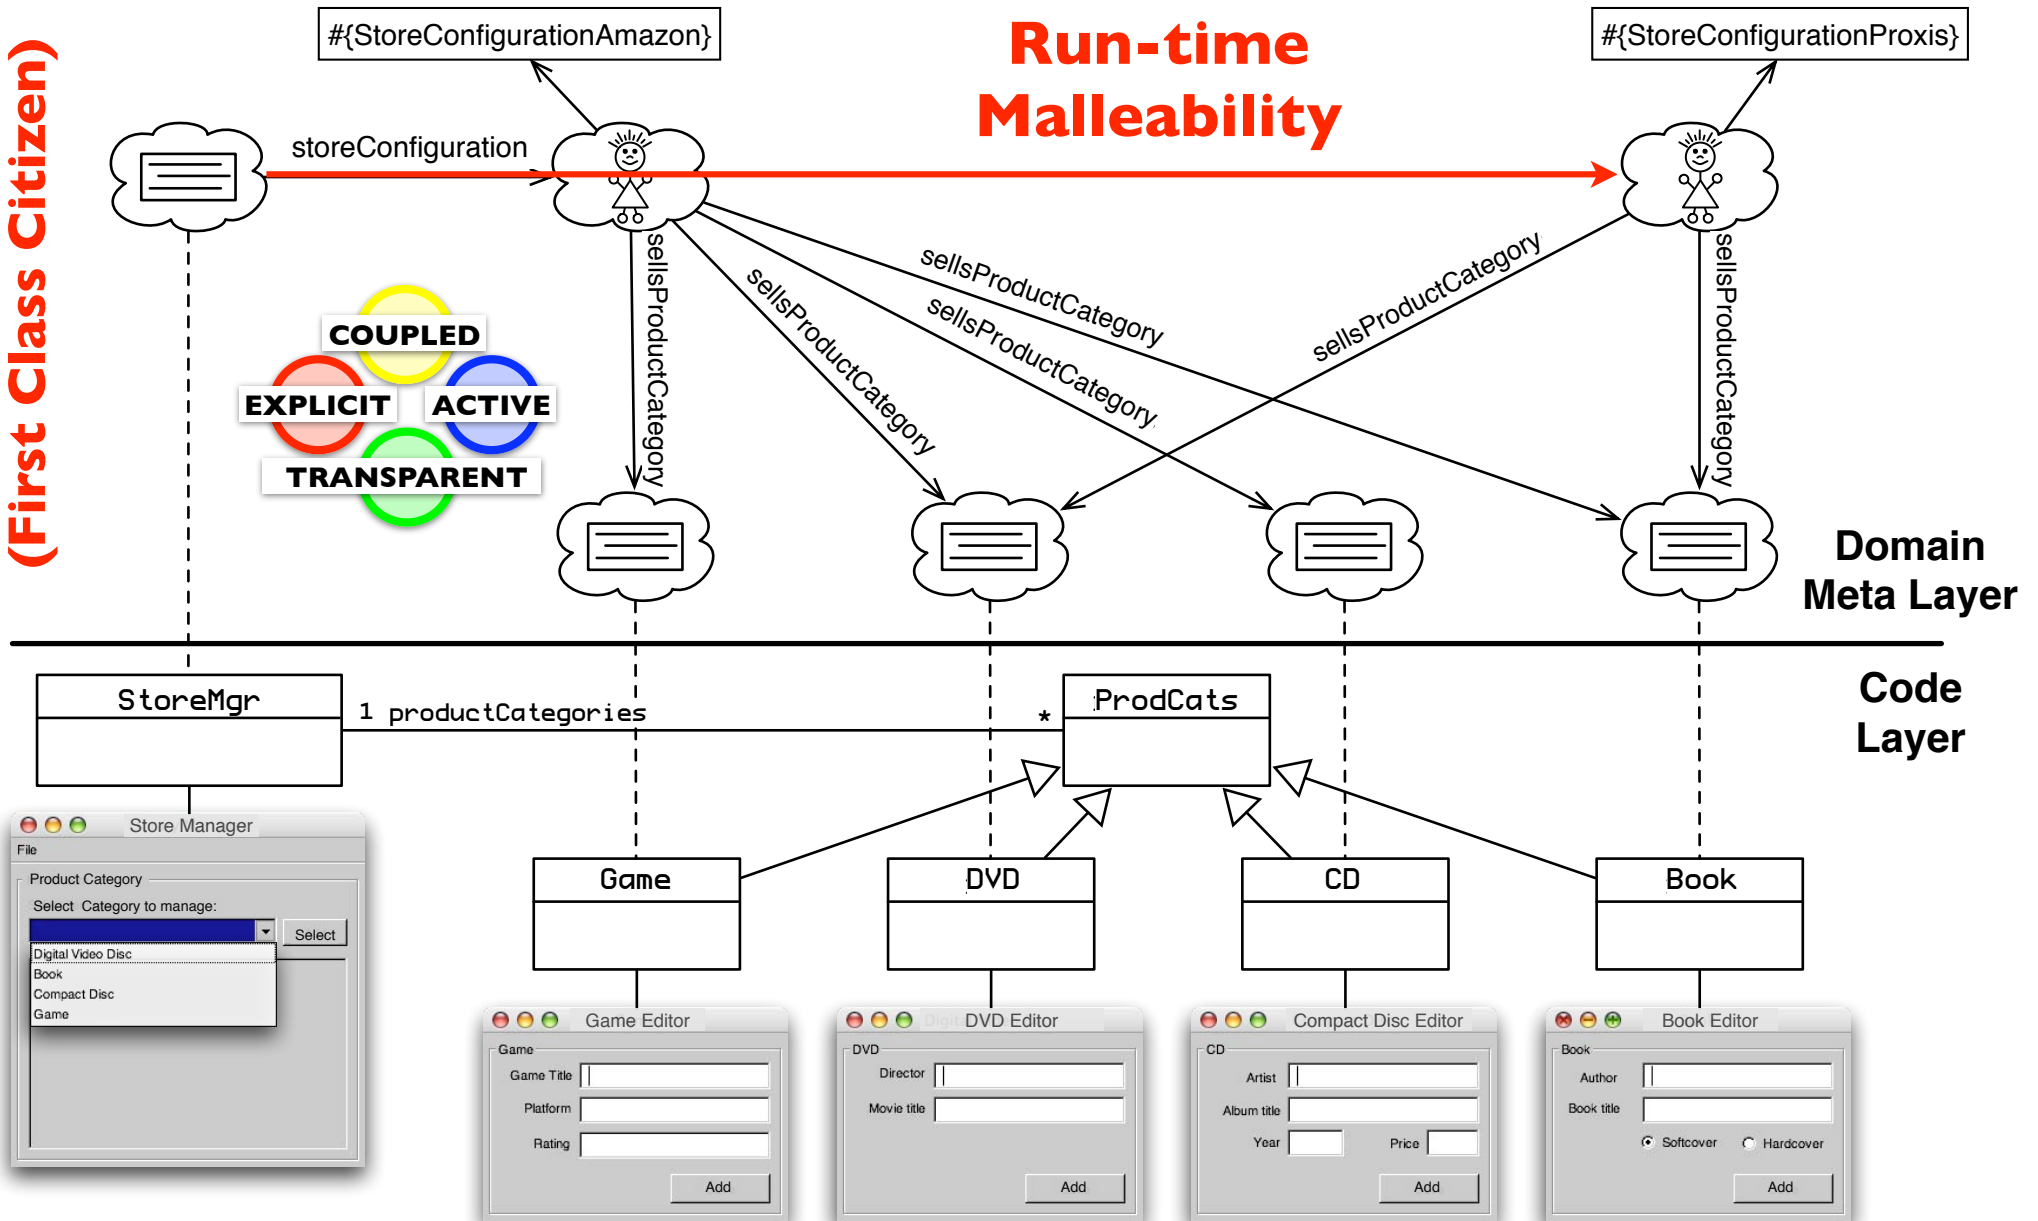 (First Class Citizen)
#{StoreConfigurationAmazon}
Run-time
Malleability
#{StoreConfigurationProxis}
storeConfiguration
sellsProductCategory
sellsProductCategory
sellsProductCategory
sellsProductCategory
sellsProductCategory
sellsProductCategory
COUPLED
EXPLICIT
ACTIVE
TRANSPARENT
Domain
Meta Layer
Code
Layer
StoreMgr
1 productCategories
*
ProdCats
Game
DVD
CD
Book
Store Manager
File
Product Category
Select Category to manage:
Select
Digital Video Disc
Book
Compact Disc
Game
Game Editor
Game
Game Title
Platform
Rating
Add
DVD Editor
DVD
Director
Movie title
Add
Compact Disc Editor
CD
Artist
Album title
Year
Price
Add
Book Editor
Book
Author
Book title
Softcover
Hardcover
Add